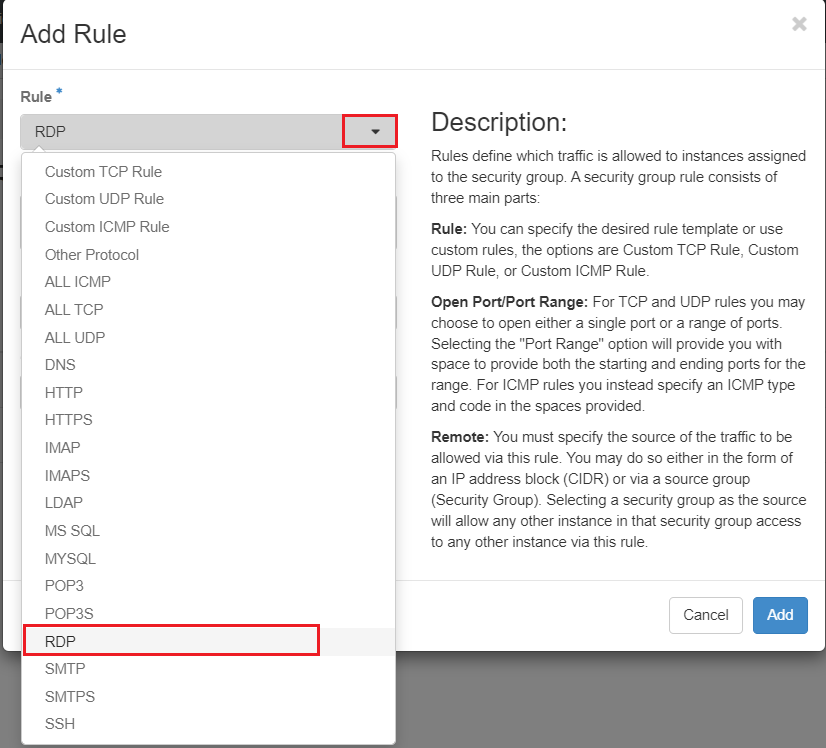 Add Rule
×
Rule *
RDP
Custom TCP Rule
Custom UDP Rule
Custom ICMP Rule
Other Protocol
ALL ICMP
ALL TCP
ALL UDP
DNS
HTTP
HTTPS
IMAP
IMAPS
LDAP
MS SQL
MYSQL
POP3
POP3S
RDP
SMTP
SMTPS
SSH
Description:
Rules define which traffic is allowed to instances assigned
to the security group. A security group rule consists of
three main parts:
Rule: You can specify the desired rule template or use
custom rules, the options are Custom TCP Rule, Custom
UDP Rule, or Custom ICMP Rule.
Open Port/Port Range: For TCP and UDP rules you may
choose to open either a single port or a range of ports.
Selecting the "Port Range" option will provide you with
space to provide both the starting and ending ports for the
range. For ICMP rules you instead specify an ICMP type
and code in the spaces provided.
Remote: You must specify the source of the traffic to be
allowed via this rule. You may do so either in the form of
an IP address block (CIDR) or via a source group
(Security Group). Selecting a security group as the source
will allow any other instance in that security group access
to any other instance via this rule.
Cancel
Add